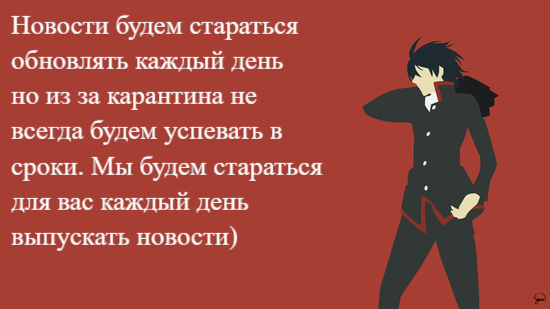 Новости будем стараться
обновлять каждый день
но из за карантина не
всегда будем успевать в
сроки. Мы будем стараться
для вас каждый день
выпускать новости)